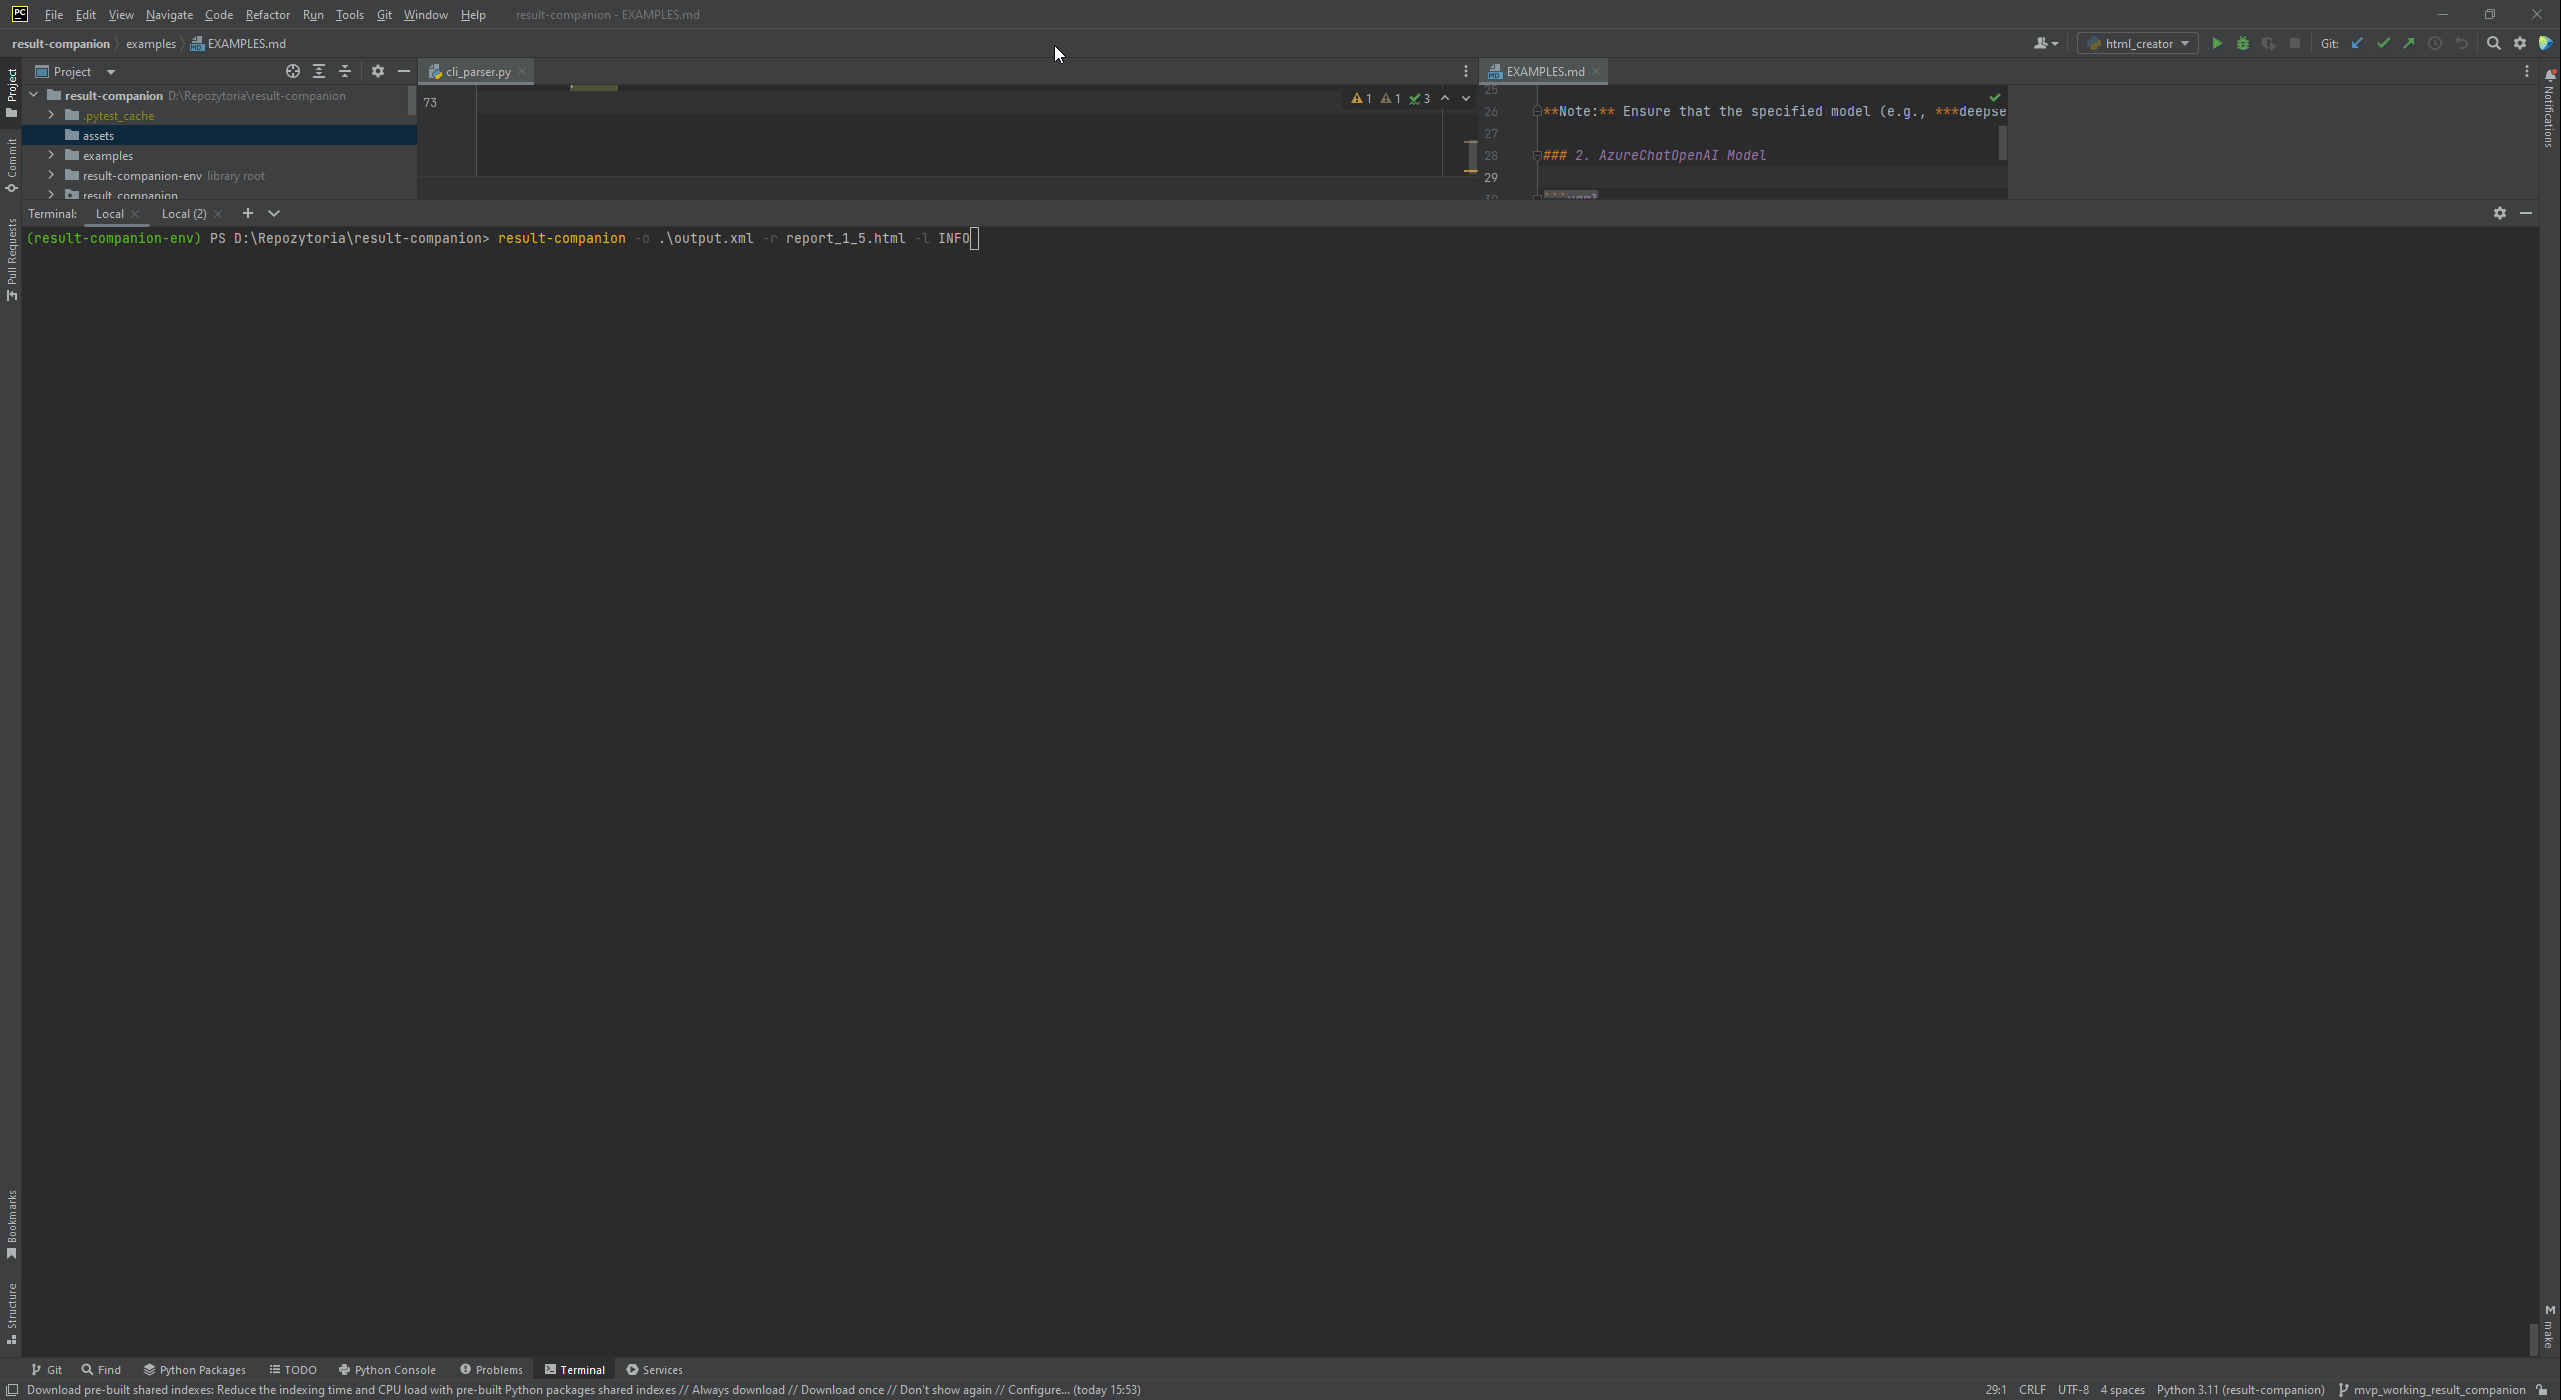 File Edit View Navigate Code Refactor Run Tools Git Window Help result-companion - EXAMPLES.md
result-companion examples EXAMPLES.md
html_creator Git:
Project
cli_parser.py
EXAMPLES.md
result-companion D:\Repozytoria\result-companion
.pytest_cache
assets
examples
result-companion-env library root
result_companion
73
1 1 3
25
26 **Note:** Ensure that the specified model (e.g., ***deepse
27
28 ### 2. AzureChatOpenAI Model
29
30 ```yaml
Terminal: Local Local (2)
(result-companion-env) PS D:\Repozytoria\result-companion> result-companion -o .\output.xml -r report_1_5.html -l INFO
Project
Commit
Pull Requests
Bookmarks
Structure
Notifications
make
Git Find Python Packages TODO Python Console Problems Terminal Services
Download pre-built shared indexes: Reduce the indexing time and CPU load with pre-built Python packages shared indexes // Always download // Download once // Don't show again // Configure... (today 15:53)
29:1 CRLF UTF-8 4 spaces Python 3.11 (result-companion) mvp_working_result_companion